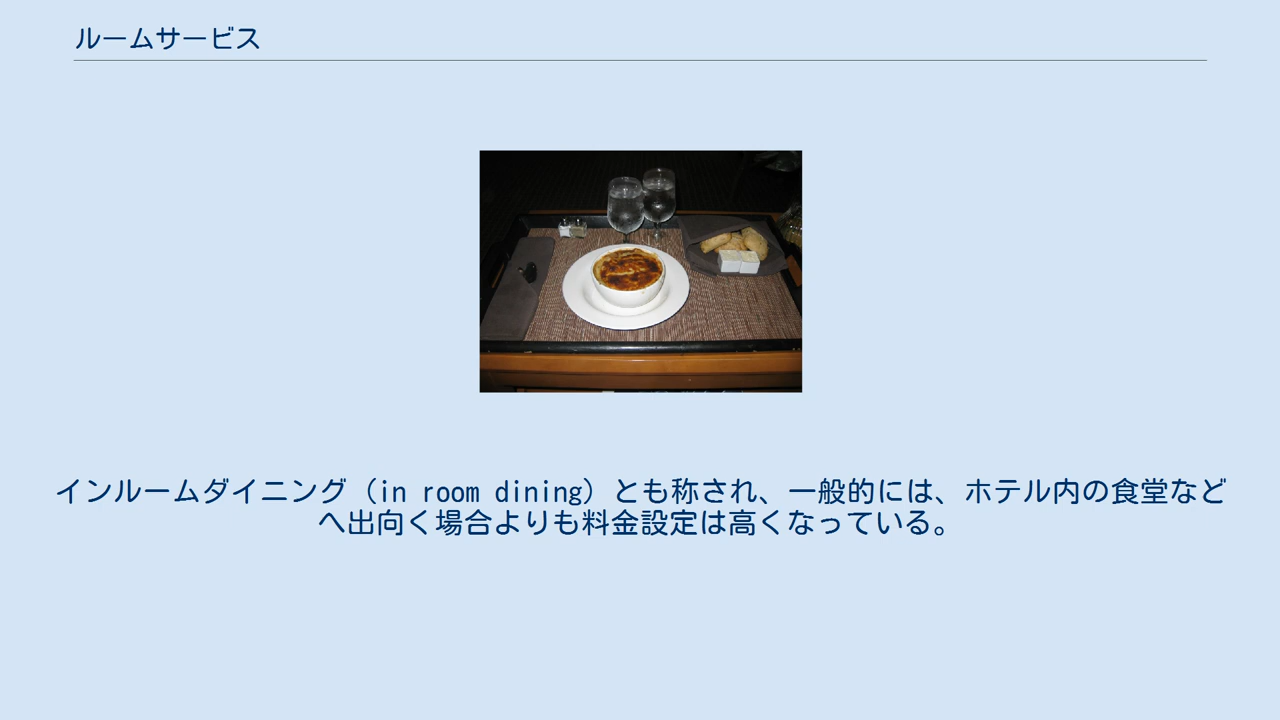 ルームサービス
インルームダイニング（in room dining）とも称され、一般的には、ホテル内の食堂など
へ出向く場合よりも料金設定は高くなっている。